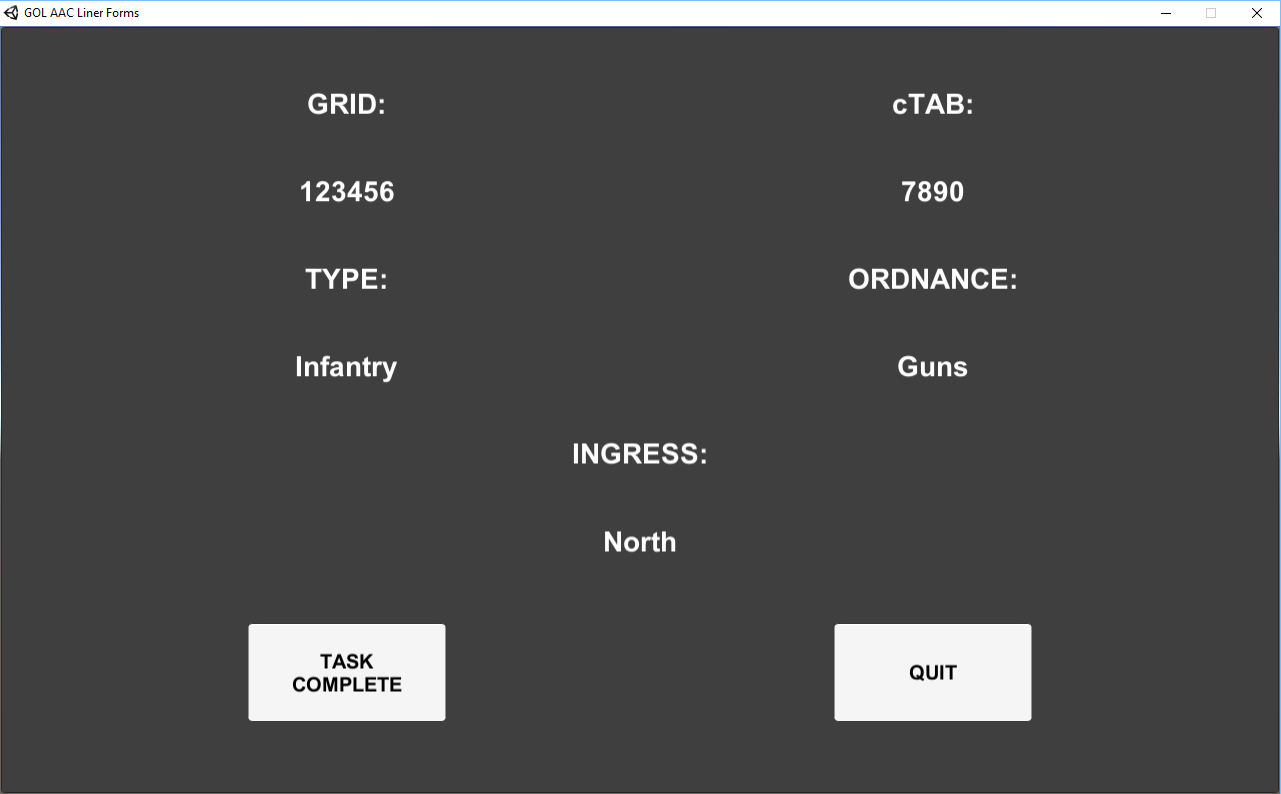 GOL AAC Liner Forms
GRID:
cTAB:
123456
7890
TYPE:
ORDNANCE:
Infantry
Guns
INGRESS:
North
TASK
COMPLETE
QUIT